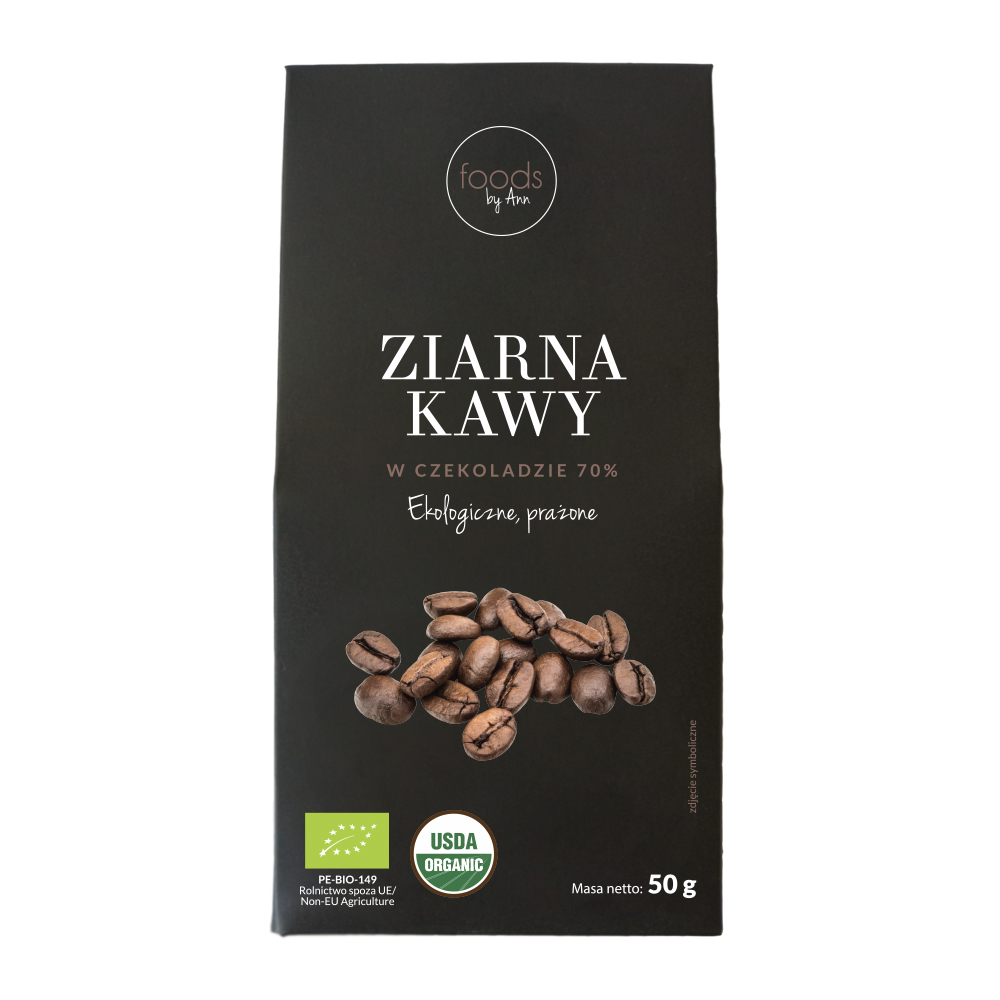 foods
by Ann
ZIARNA
KAWY
W CZEKOLADZIE 70%
Ekologiczne, prażone
zdjęcie symboliczne
PE-BIO-149
Rolnictwo spoza UE/
Non-EU Agriculture
USDA
ORGANIC
Masa netto: 50 g